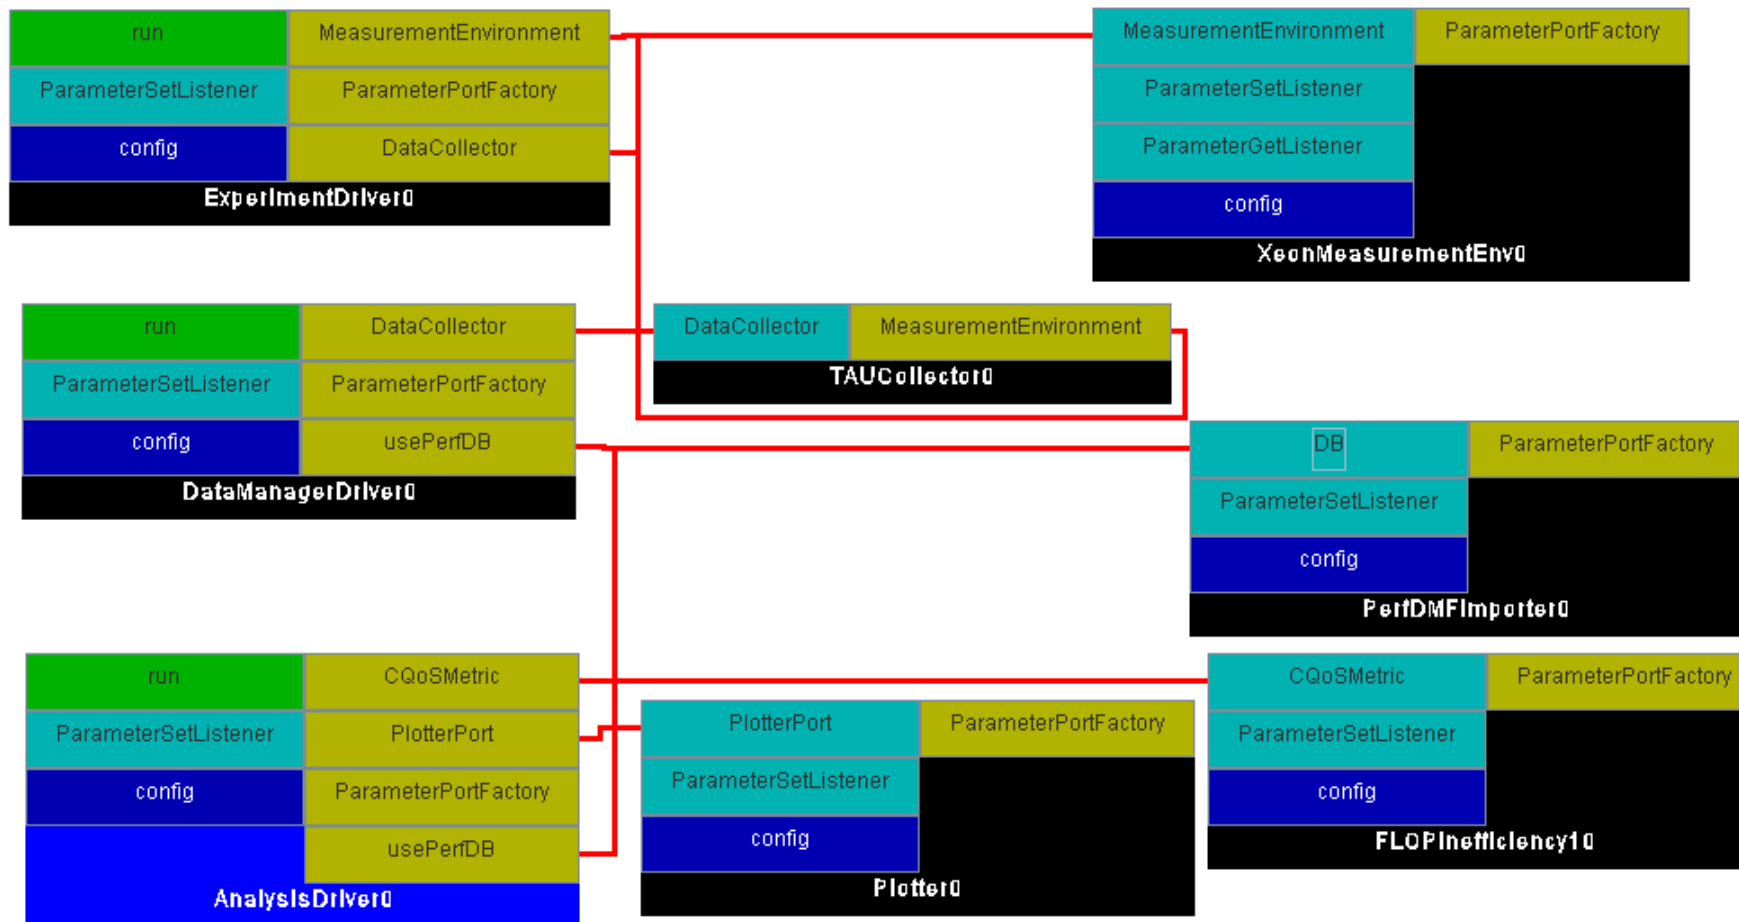 run MeasurementEnvironment
ParameterSetListener ParameterPortFactory
config DataCollector
ExperimentDriver0
MeasurementEnvironment ParameterPortFactory
ParameterSetListener
ParameterGetListener
config
XeonMeasurementEnv0
run DataCollector
ParameterSetListener ParameterPortFactory
config usePerfDB
DataManagerDriver0
DataCollector MeasurementEnvironment
TAUCollector0
DB ParameterPortFactory
ParameterSetListener
config
PerfDMFImporter0
run CQoSMetric
ParameterSetListener PlotterPort
config ParameterPortFactory
usePerfDB
AnalysisDriver0
PlotterPort ParameterPortFactory
ParameterSetListener
config
Plotter0
CQoSMetric ParameterPortFactory
ParameterSetListener
config
FLOPInefficiency10